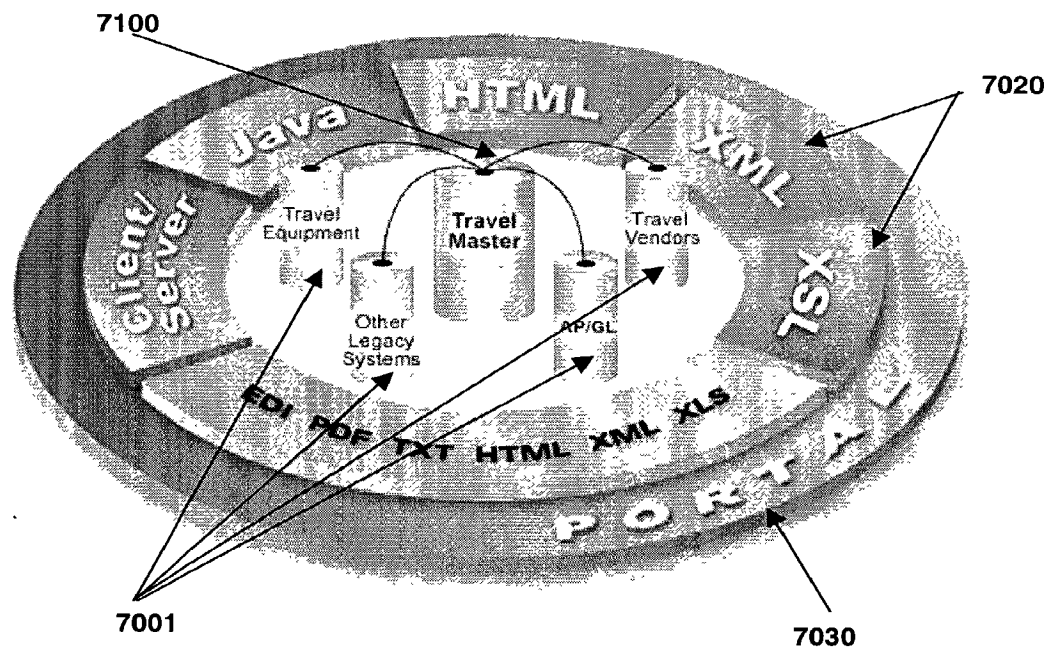 7100
7020
HTML
Java
XML
Client/
Server
Travel
Equipment
Travel
Master
Travel
Vendors
XSL
Other
Legacy
Systems
AP/GL
EDI PDF TXT HTML XML XLS
PORTAL
7001
7030